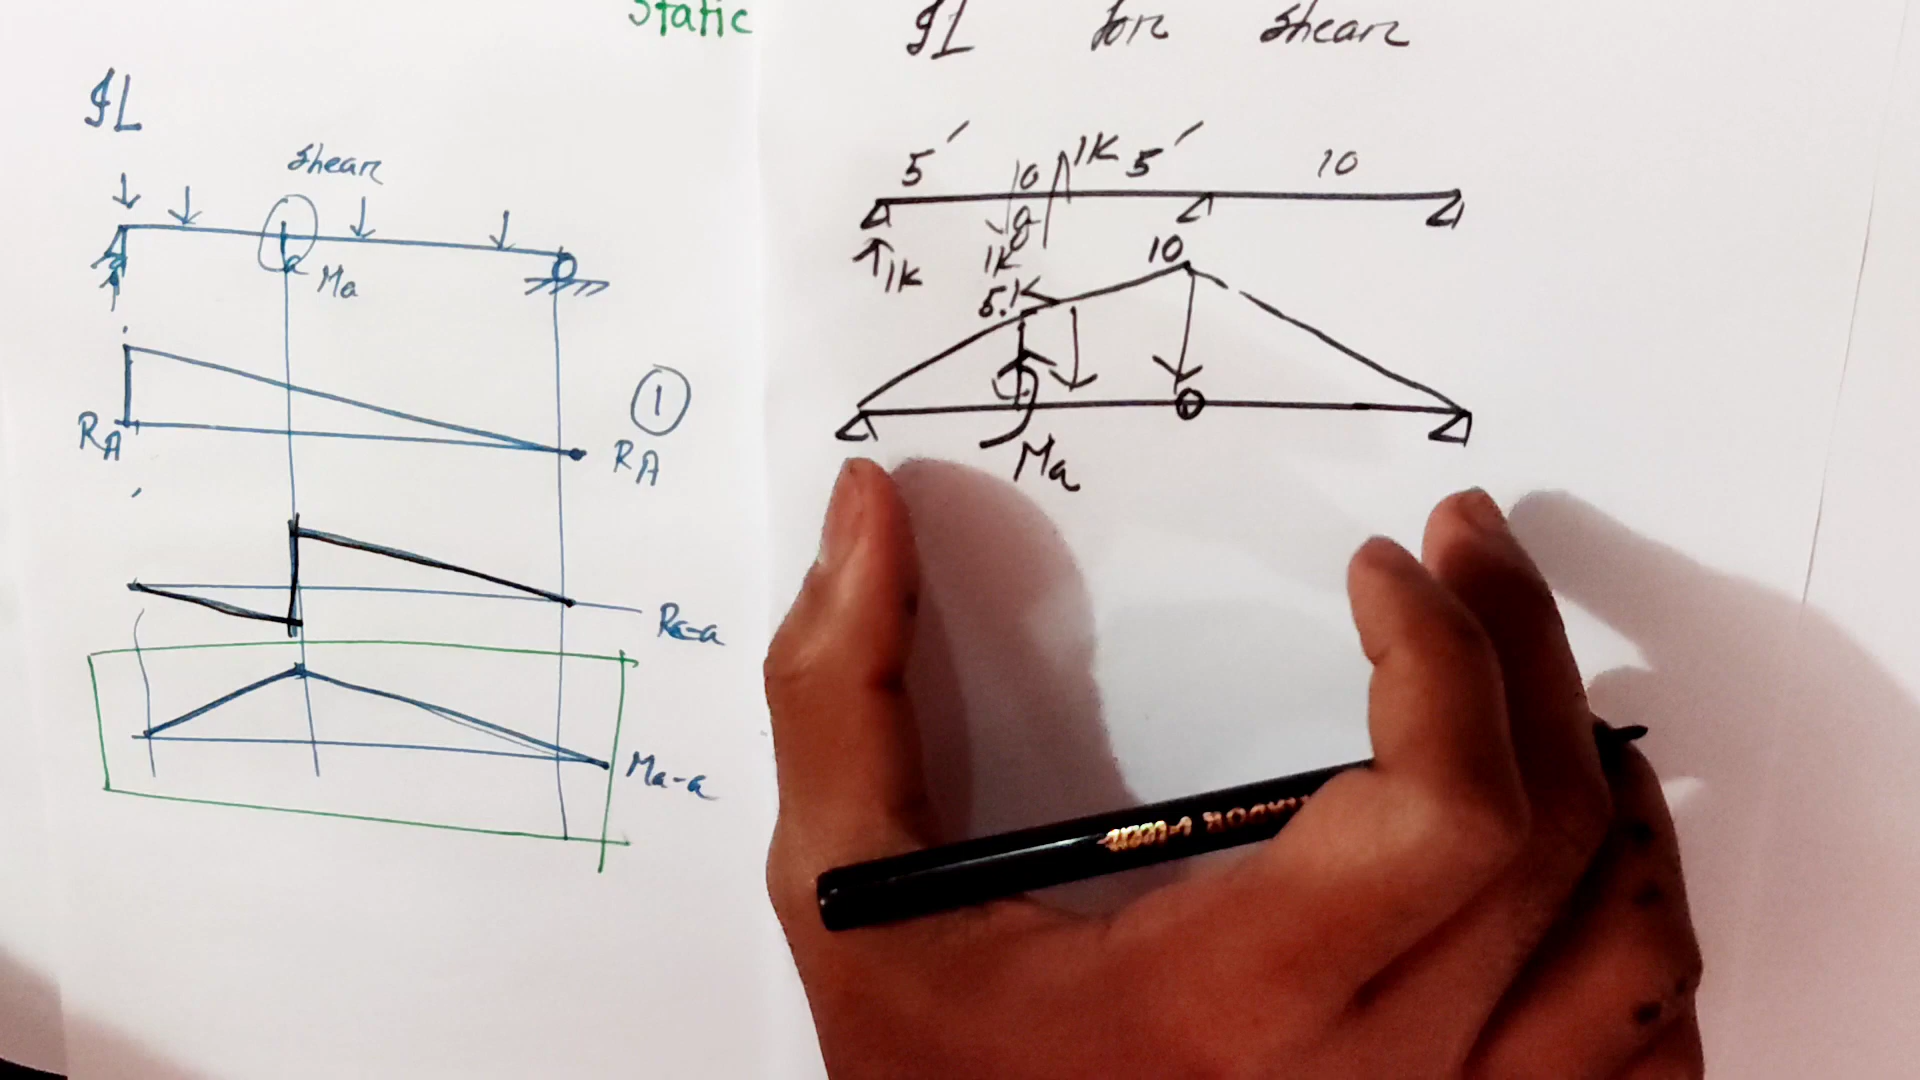 Static
IL
Shear
a
Ma
RA
RA
1
Ra-a
Ma-a
IL for Shear
5'
10
1K
5'
10
a
1K
1K
5.1K
10
Ma